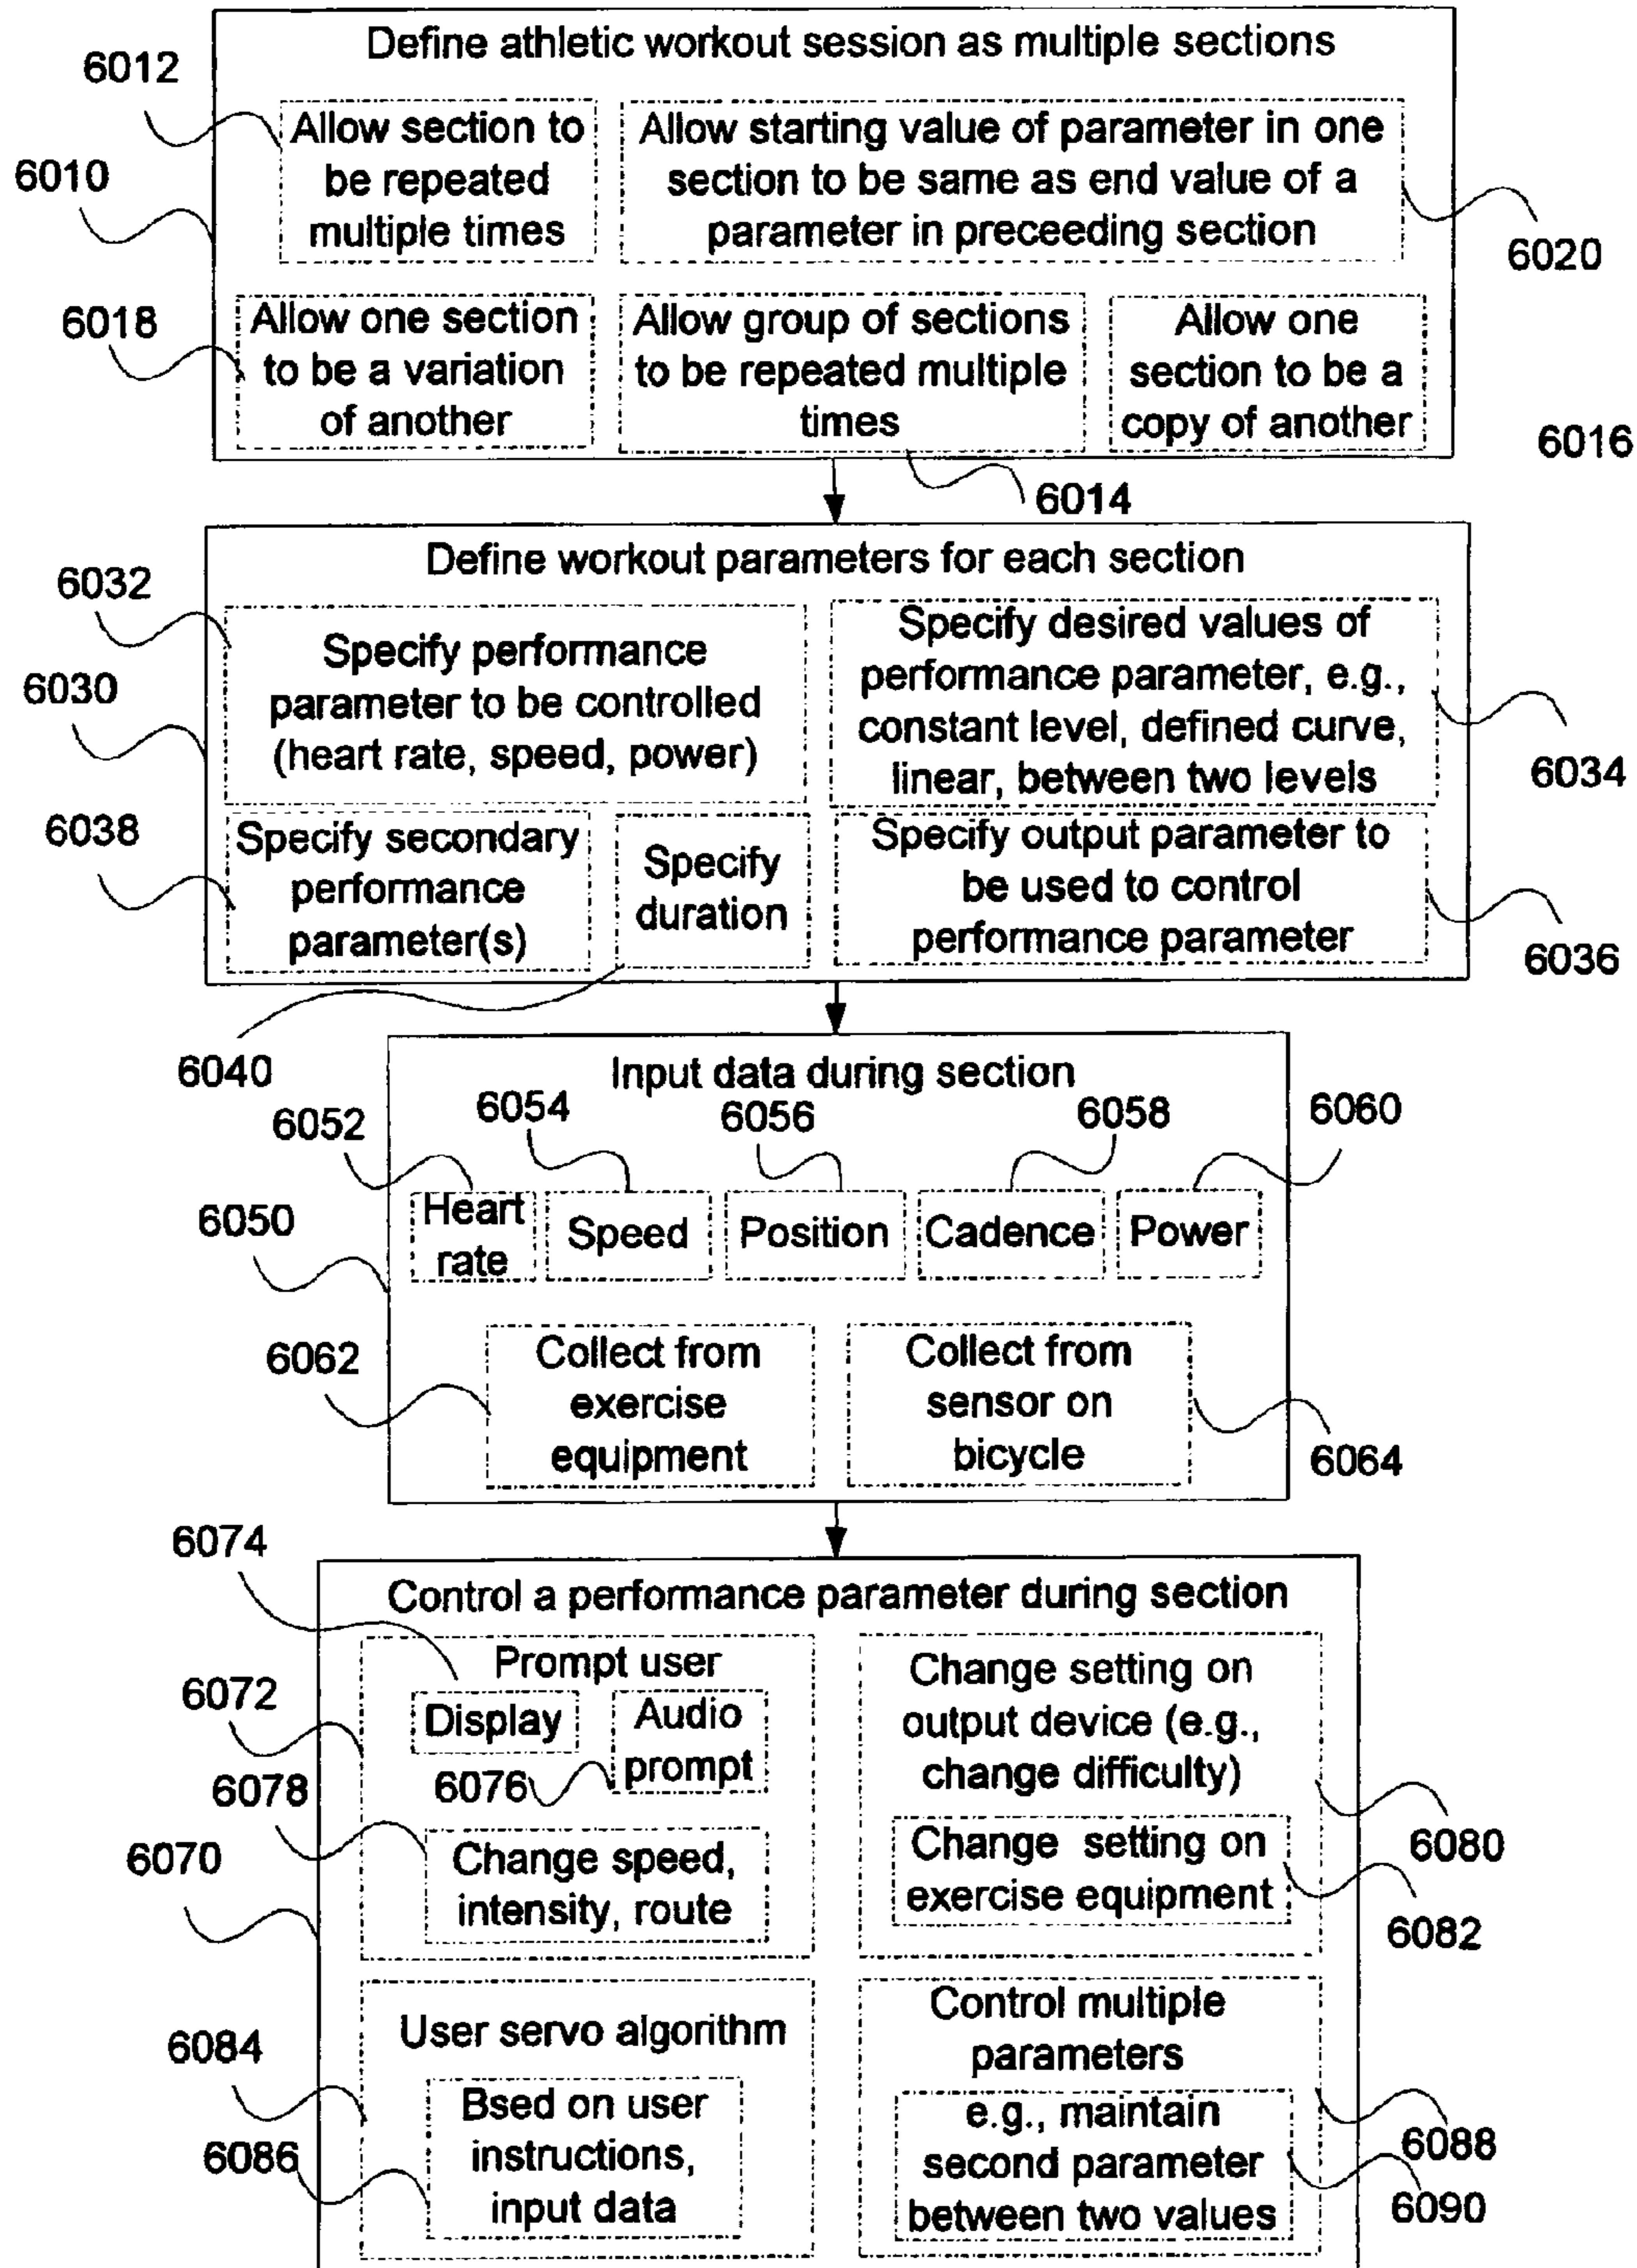 Define athletic workout session as multiple sections
6012
Allow section to
be repeated
multiple times
Allow starting value of parameter in one
section to be same as end value of a
parameter in preceeding section
6010
6020
6018
Allow one section
to be a variation
of another
Allow group of sections
to be repeated multiple
times
Allow one
section to be a
copy of another
6016
6014
Define workout parameters for each section
6032
Specify performance
parameter to be controlled
(heart rate, speed, power)
Specify desired values of
performance parameter, e.g.,
constant level, defined curve,
linear, between two levels
6030
6034
6038
Specify secondary
performance
parameter(s)
Specify
duration
Specify output parameter to
be used to control
performance parameter
6036
6040
Input data during section
6052
6054
6056
6058
6060
6050
Heart
rate
Speed
Position
Cadence
Power
6062
Collect from
exercise
equipment
Collect from
sensor on
bicycle
6064
6074
Control a performance parameter during section
6072
Prompt user
Display
Audio
prompt
6076
6078
Change speed,
intensity, route
6070
Change setting on
output device (e.g.,
change difficulty)
6080
Change setting on
exercise equipment
6082
User servo algorithm
6084
6086
Bsed on user
instructions,
input data
Control multiple
parameters
6088
e.g., maintain
second parameter
between two values
6090